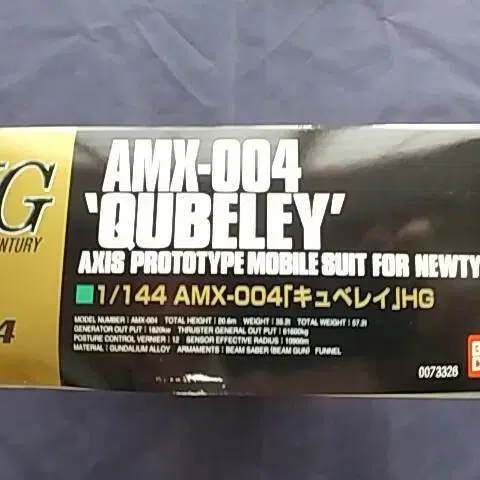 AMX-004
'QUBELEY'
AXIS PROTOTYPE MOBILE SUIT FOR NEWTY
1/144 AMX-004「キュベレイ」HG
MODEL NUMBER | AMX-004 TOTAL HEIGHT | 20.6m WEIGHT | 35.2t TOTAL WEIGHT | 57.2t
GENERATOR OUT PUT | 1820kw THRUSTER GENERAL OUT PUT | 61600kg
POSTURE CONTROL VERNIER | 12 SENSOR EFFECTIVE RADIUS | 10900m
MATERIAL | GUNDALIUM ALLOY ARMAMENTS | BEAM SABER (BEAM GUN) FUNNEL
0073326
G
NTURY
4